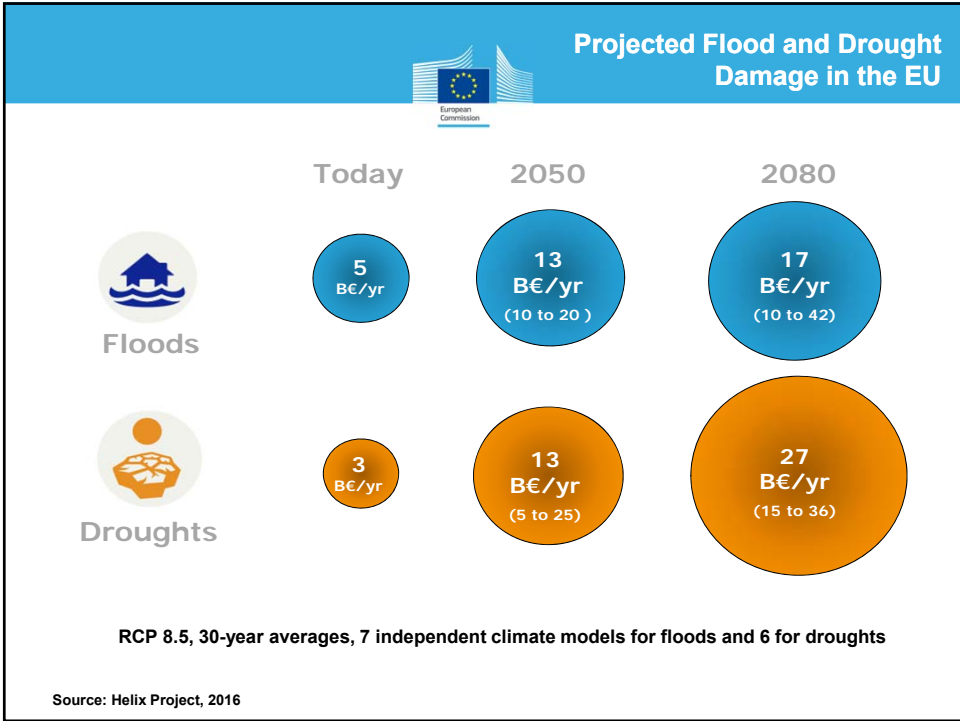 Projected Flood and Drought
Damage in the EU
European
Commission
Today 2050 2080
5
B€/yr
13
B€/yr
(10 to 20 )
17
B€/yr
(10 to 42)
Floods
3
B€/yr
13
B€/yr
(5 to 25)
27
B€/yr
(15 to 36)
Droughts
RCP 8.5, 30-year averages, 7 independent climate models for floods and 6 for droughts
Source: Helix Project, 2016